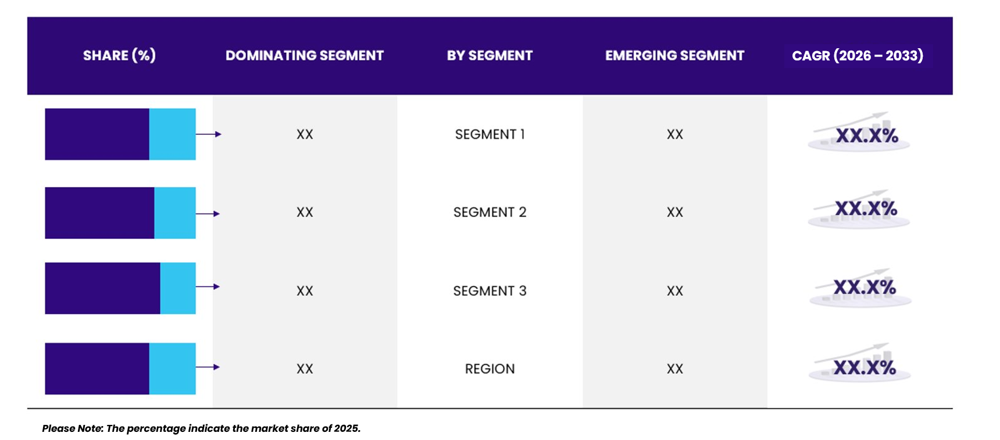 SHARE (%) DOMINATING SEGMENT BY SEGMENT EMERGING SEGMENT CAGR (2026 – 2033)
XX SEGMENT 1 XX XX.X%
XX SEGMENT 2 XX XX.X%
XX SEGMENT 3 XX XX.X%
XX REGION XX XX.X%
Please Note: The percentage indicate the market share of 2025.